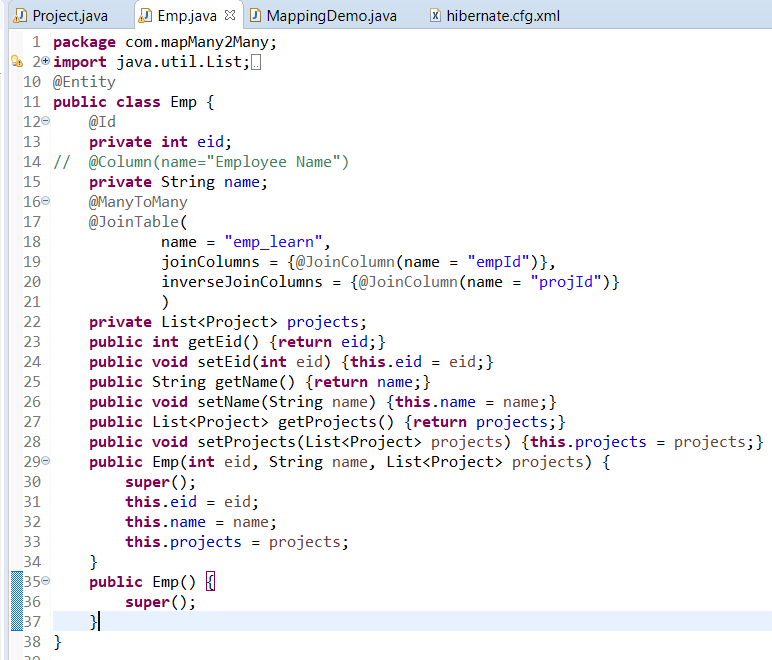 Project.java Emp.java MappingDemo.java hibernate.cfg.xml
1 package com.mapMany2Many;
2 import java.util.List;
10 @Entity
11 public class Emp {
12 @Id
13 private int eid;
14 // @Column(name="Employee Name")
15 private String name;
16 @ManyToMany
17 @JoinTable(
18 name = "emp_learn",
19 joinColumns = {@JoinColumn(name = "empId")},
20 inverseJoinColumns = {@JoinColumn(name = "projId")}
21 )
22 private List<Project> projects;
23 public int getEid() {return eid;}
24 public void setEid(int eid) {this.eid = eid;}
25 public String getName() {return name;}
26 public void setName(String name) {this.name = name;}
27 public List<Project> getProjects() {return projects;}
28 public void setProjects(List<Project> projects) {this.projects = projects;}
29 public Emp(int eid, String name, List<Project> projects) {
30 super();
31 this.eid = eid;
32 this.name = name;
33 this.projects = projects;
34 }
35 public Emp() {
36 super();
37 }
38 }